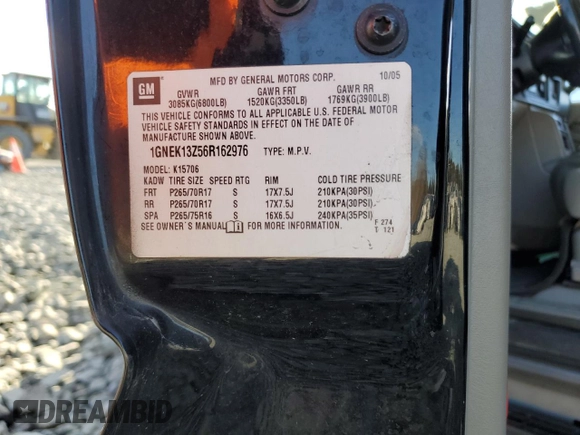 GM
MFD BY GENERAL MOTORS CORP. 10/05
GVWR GAWR FRT GAWR RR
3085KG(6800LB) 1520KG(3350LB) 1769KG(3900LB)
THIS VEHICLE CONFORMS TO ALL APPLICABLE U.S. FEDERAL MOTOR
VEHICLE SAFETY STANDARDS IN EFFECT ON THE DATE OF
MANUFACTURE SHOWN ABOVE.
1GNEK13Z56R162976 TYPE: M.P.V.
MODEL: K15706
KADW TIRE SIZE SPEED RTG RIM COLD TIRE PRESSURE
FRT P265/70R17 S 17X7.5J 210KPA(30PSI)
RR P265/70R17 S 17X7.5J 210KPA(30PSI)
SPA P265/75R16 S 16X6.5J 240KPA(35PSI)
SEE OWNER'S MANUAL FOR MORE INFORMATION. F 274
T 121
DREAMBID